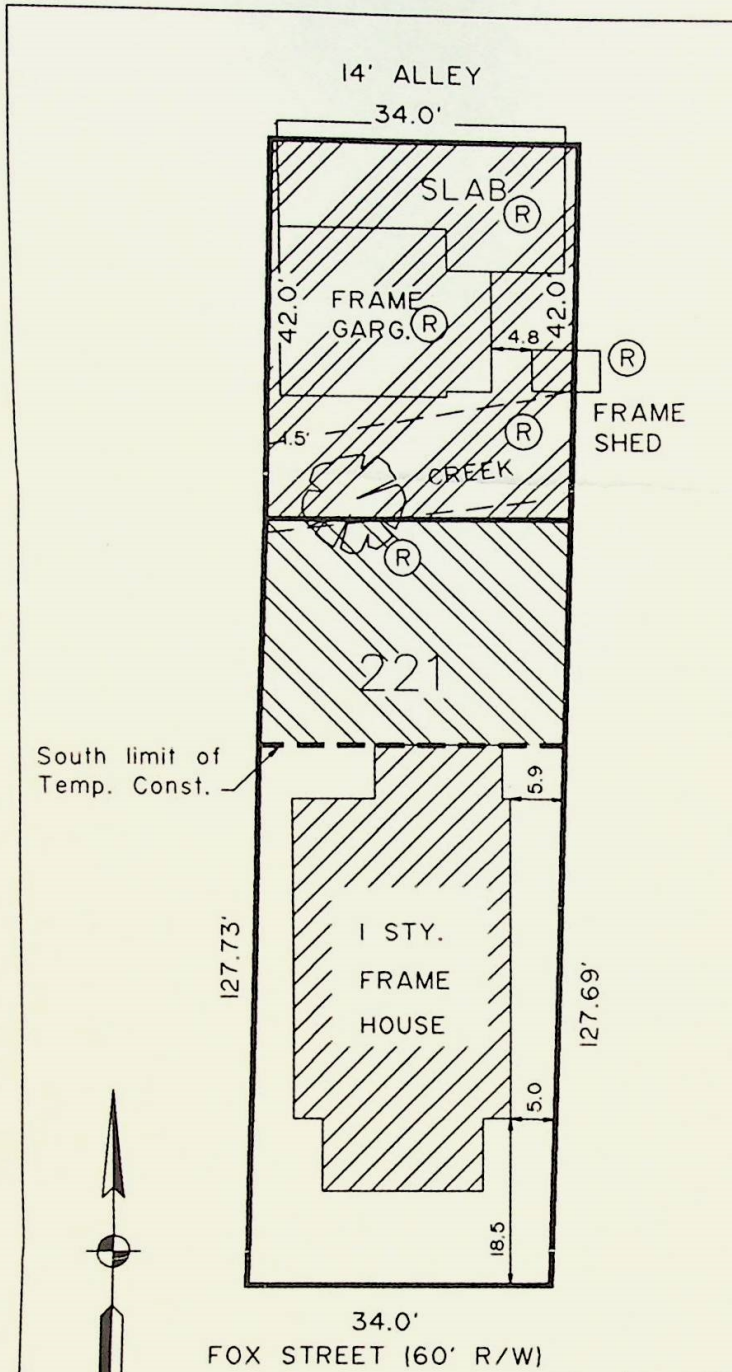 14' ALLEY
34.0'
SLAB
R
42.0'
FRAME
GARG.
R
42.0'
4.8
R
FRAME
SHED
4.5'
R
CREEK
R
221
South limit of
Temp. Const.
5.9
127.73'
1 STY.
FRAME
HOUSE
127.69'
5.0
18.5
34.0'
FOX STREET (60' R/W)